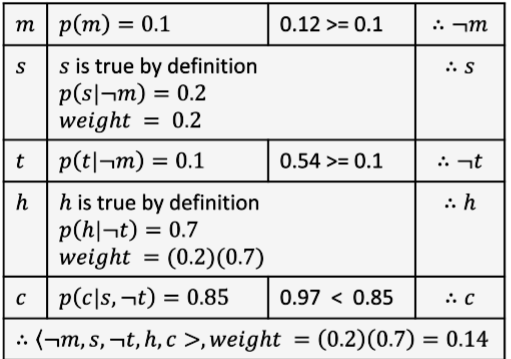 m p(m) = 0.1 0.12 >= 0.1 ∴ ¬m
s s is true by definition ∴ s
p(s|¬m) = 0.2
weight = 0.2
t p(t|¬m) = 0.1 0.54 >= 0.1 ∴ ¬t
h h is true by definition ∴ h
p(h|¬t) = 0.7
weight = (0.2)(0.7)
c p(c|s, ¬t) = 0.85 0.97 < 0.85 ∴ c
∴ ⟨¬m, s, ¬t, h, c >, weight = (0.2)(0.7) = 0.14